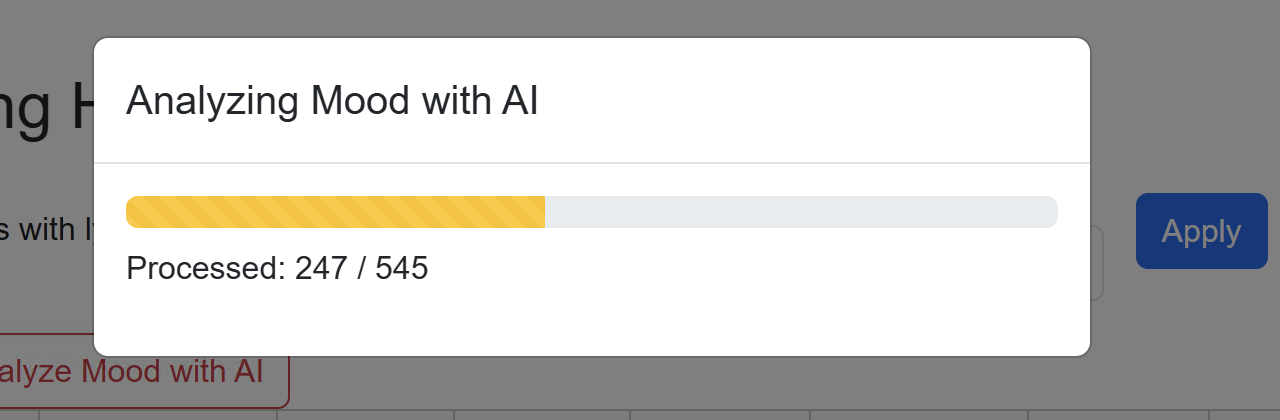 Analyzing Mood with AI
ng H
s with
Apply
Processed: 247 / 545
alyze Mood with AI